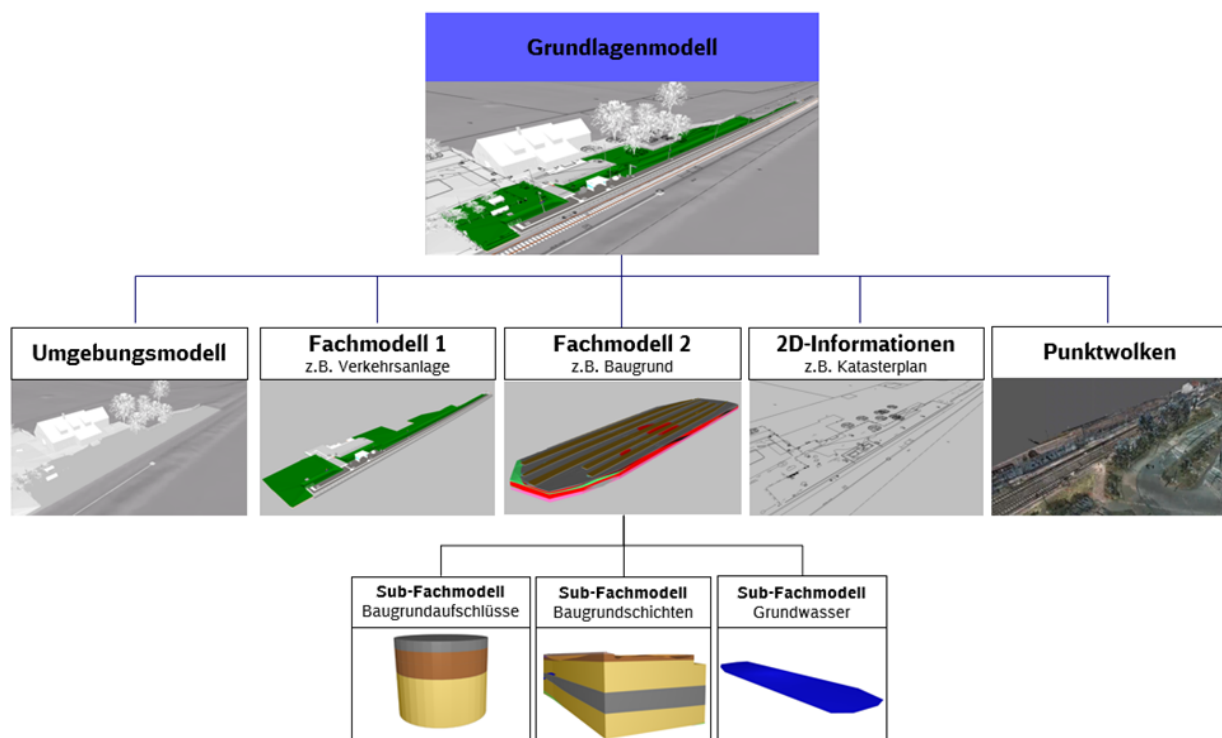 Grundlagenmodell
Umgebungsmodell
Fachmodell 1
z.B. Verkehrsanlage
Fachmodell 2
z.B. Baugrund
2D-Informationen
z.B. Katasterplan
Punktwolken
Sub-Fachmodell
Baugrundaufschlüsse
Sub-Fachmodell
Baugrundschichten
Sub-Fachmodell
Grundwasser